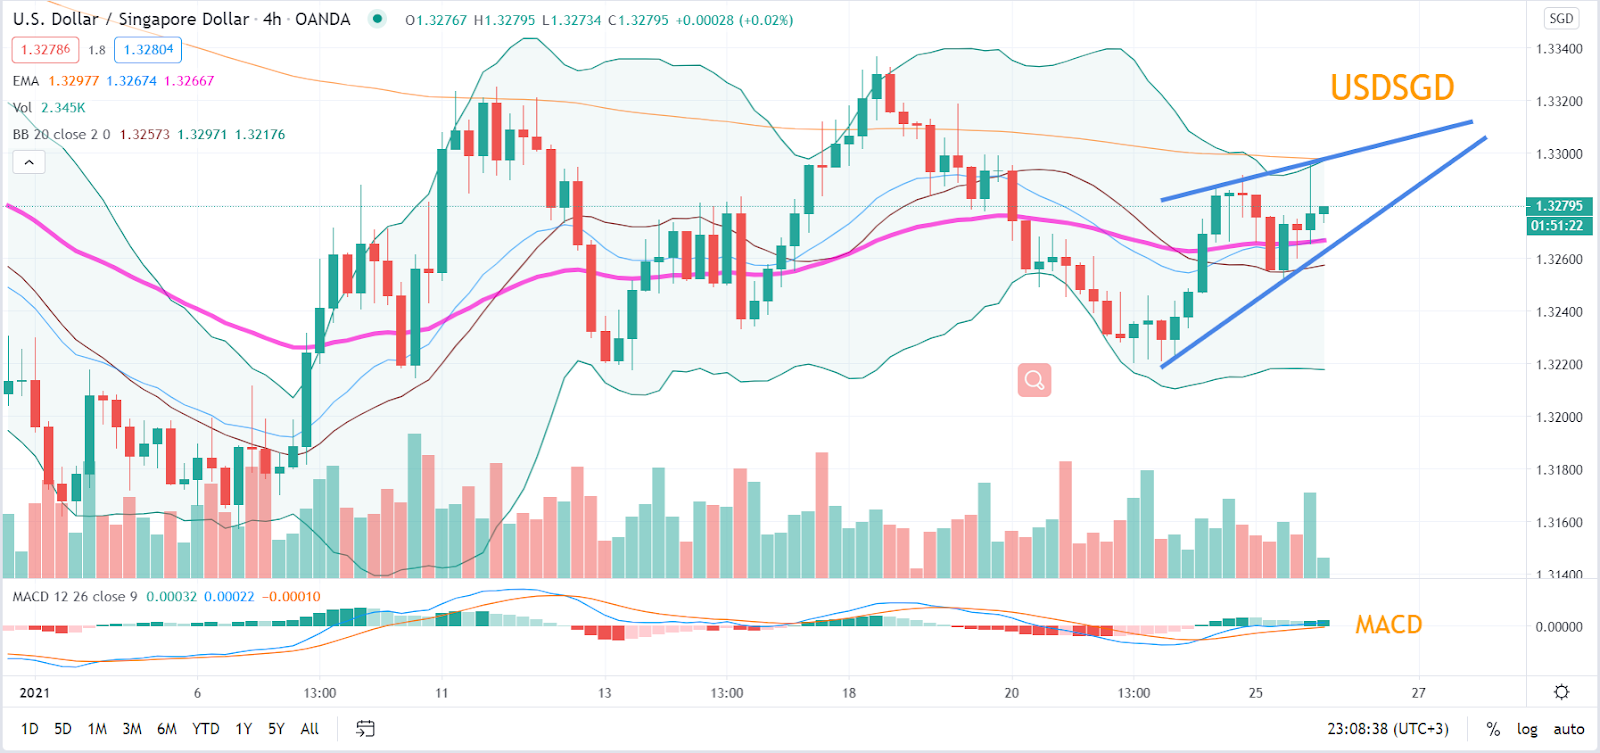 U.S. Dollar / Singapore Dollar · 4h · OANDA O1.32767 H1.32795 L1.32734 C1.32795 +0.00028 (+0.02%)
1.32786 1.8 1.32804
EMA 1.32977 1.32674 1.32667
Vol 2.345K
BB 20 close 2 0 1.32573 1.32971 1.32176
USDSGD
SGD
1.33400
1.33200
1.33000
1.32795
01:51:22
1.32600
1.32400
1.32200
1.32000
1.31800
1.31600
1.31400
MACD 12 26 close 9 0.00032 0.00022 −0.00010
MACD
0.00000
2021 6 13:00 11 13 13:00 18 20 13:00 25 27
1D 5D 1M 3M 6M YTD 1Y 5Y All 23:08:38 (UTC+3) % log auto